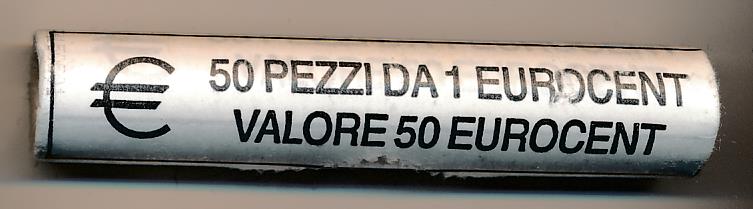 € 50 PEZZI DA 1 EUROCENT
VALORE 50 EUROCENT